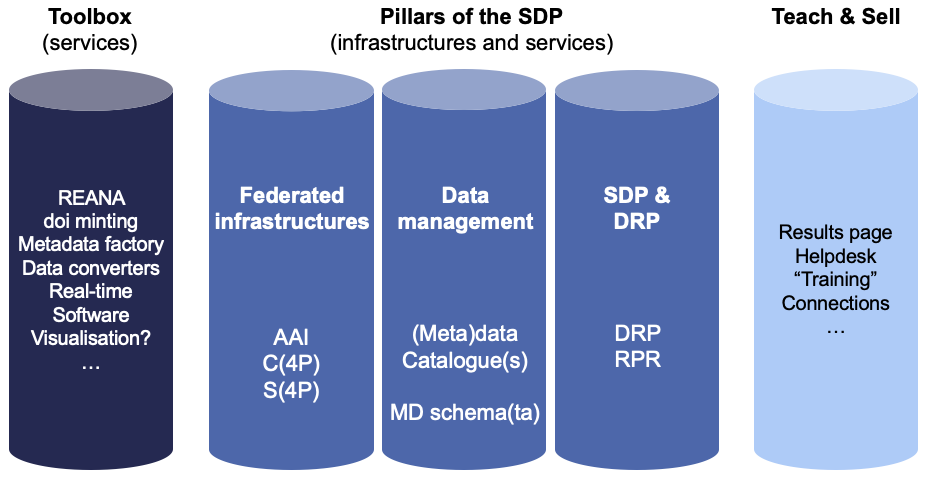 Toolbox
(services)
REANA
doi minting
Metadata factory
Data converters
Real-time
Software
Visualisation?
…
Pillars of the SDP
(infrastructures and services)
Federated
infrastructures
AAI
C(4P)
S(4P)
Data
management
(Meta)data
Catalogue(s)
MD schema(ta)
SDP &
DRP
DRP
RPR
Teach & Sell
Results page
Helpdesk
“Training”
Connections
…